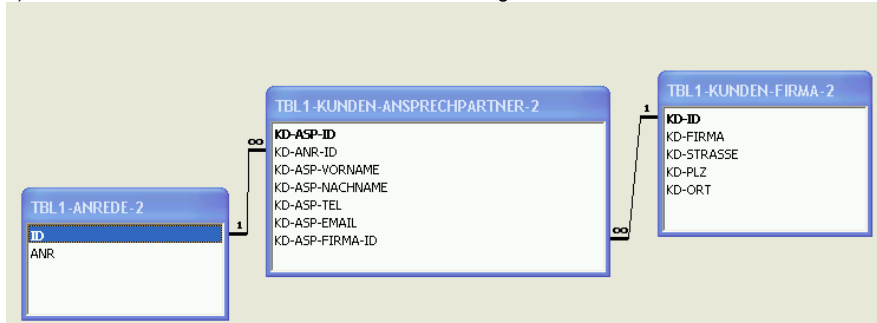 TBL1-ANREDE-2
ID
ANR
1
∞
TBL1-KUNDEN-ANSPRECHPARTNER-2
KD-ASP-ID
KD-ANR-ID
KD-ASP-VORNAME
KD-ASP-NACHNAME
KD-ASP-TEL
KD-ASP-EMAIL
KD-ASP-FIRMA-ID
∞
1
TBL1-KUNDEN-FIRMA-2
KD-ID
KD-FIRMA
KD-STRASSE
KD-PLZ
KD-ORT